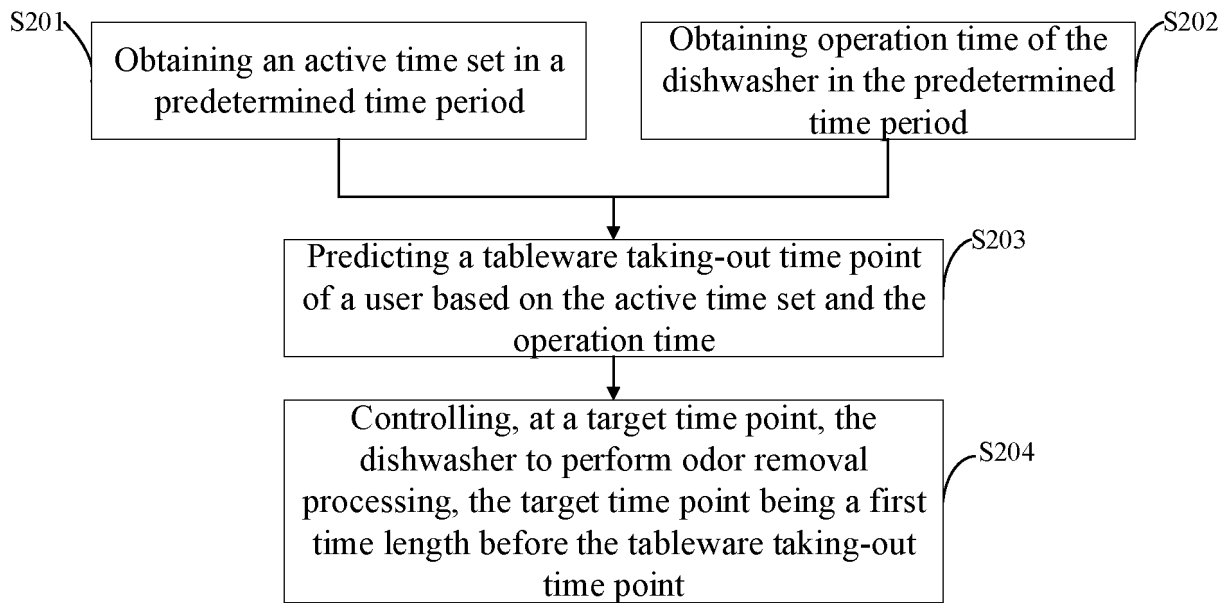 S201
Obtaining an active time set in a
predetermined time period
Obtaining operation time of the
dishwasher in the predetermined
time period
S202
Predicting a tableware taking-out time point
of a user based on the active time set and the
operation time
S203
Controlling, at a target time point, the
dishwasher to perform odor removal
processing, the target time point being a first
time length before the tableware taking-out
time point
S204